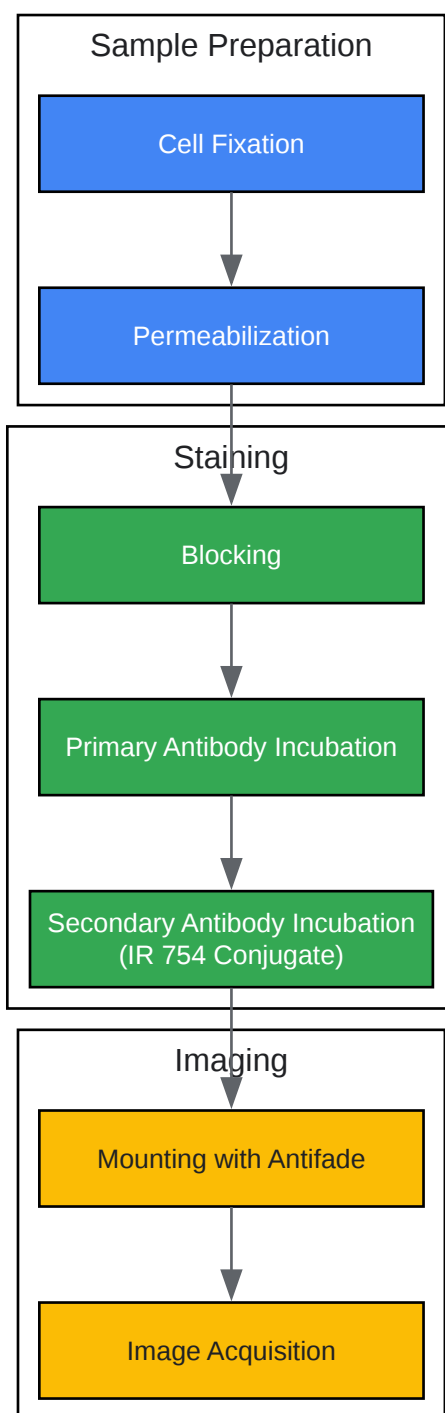 Sample Preparation
Cell Fixation
Permeabilization
Staining
Blocking
Primary Antibody Incubation
Secondary Antibody Incubation
(IR 754 Conjugate)
Imaging
Mounting with Antifade
Image Acquisition